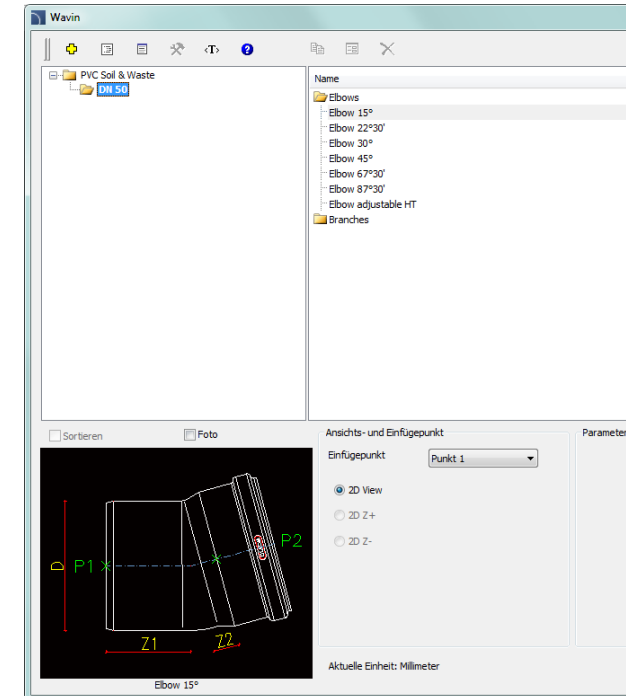 Wavin
‹T›
?
PVC Soil & Waste
DN 50
Name
Elbows
Elbow 15°
Elbow 22°30'
Elbow 30°
Elbow 45°
Elbow 67°30'
Elbow 87°30'
Elbow adjustable HT
Branches
Sortieren
Foto
Ansichts- und Einfügepunkt
Parameter
Einfügepunkt
Punkt 1
2D View
2D Z+
2D Z-
D
P1
P2
Z1
Z2
Elbow 15°
Aktuelle Einheit: Millimeter